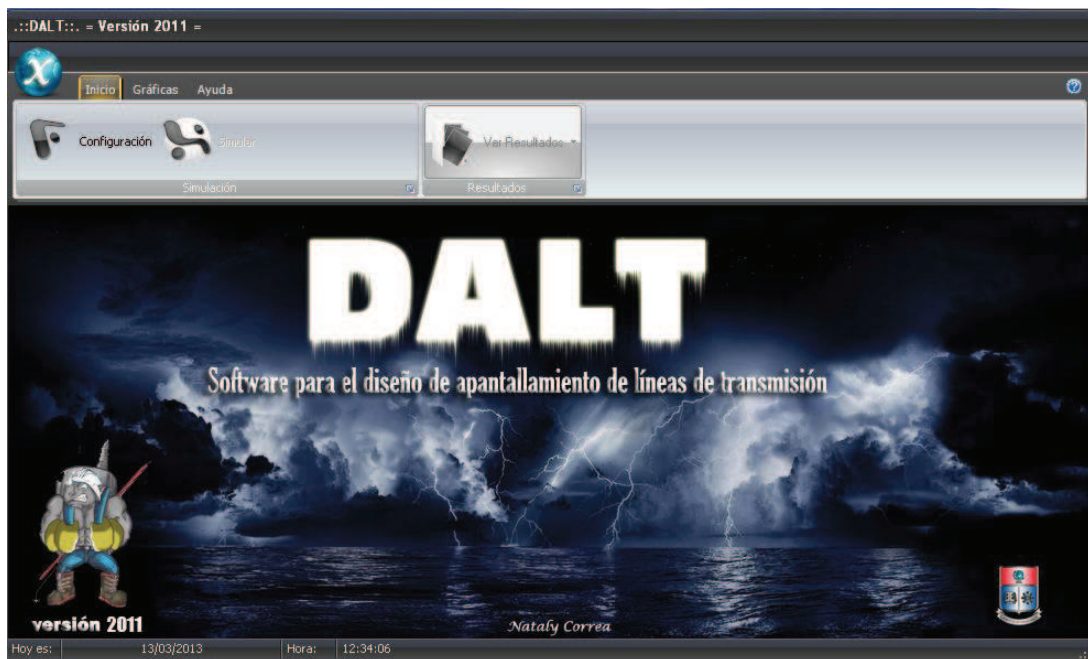 .::DALT::. = Versión 2011 =
X
Inicio Gráficas Ayuda
Configuración Simular Ver Resultados
Simulación Resultados
DALT
Software para el diseño de apantallamiento de líneas de transmisión
versión 2011
Nataly Correa
Hoy es: 13/03/2013 Hora: 12:34:06